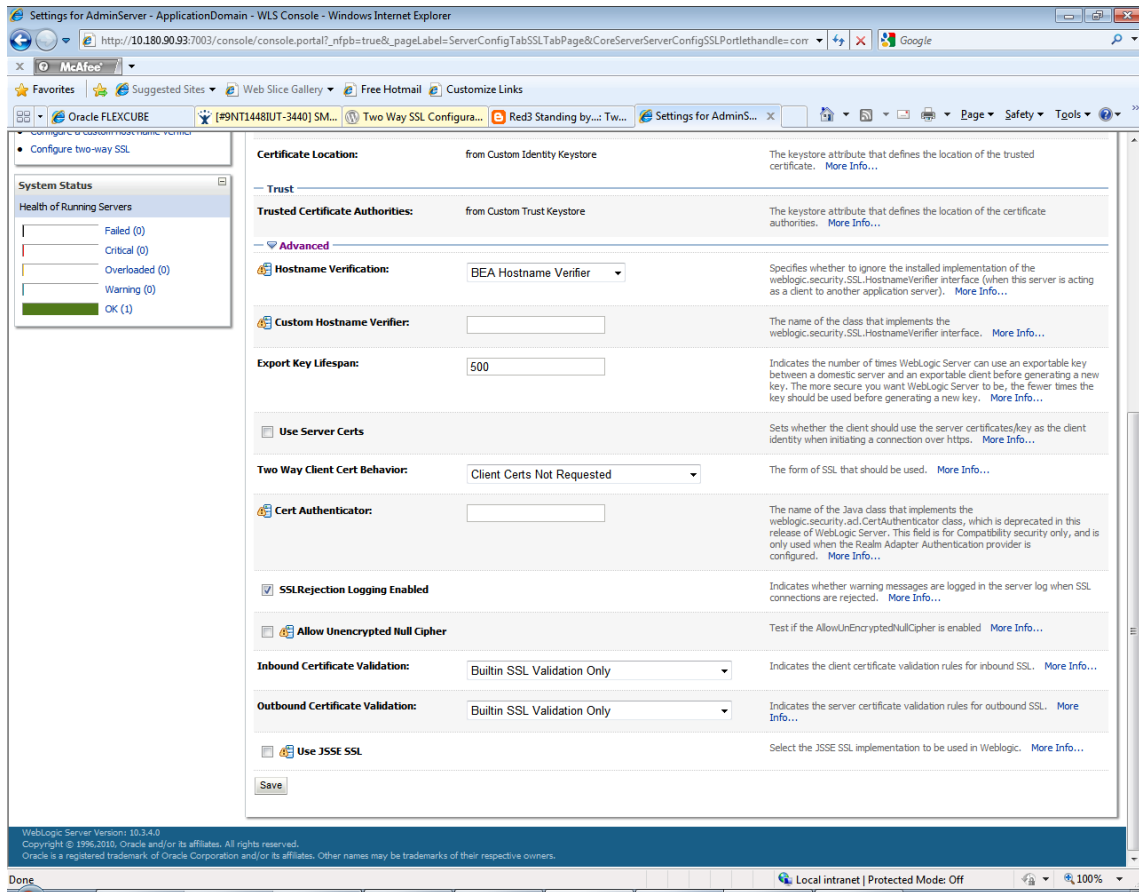 Settings for AdminServer - ApplicationDomain - WLS Console - Windows Internet Explorer
http://10.180.90.93:7003/console/console.portal?_nfpb=true&_pageLabel=ServerConfigTabSSLTabPage&CoreServerServerConfigSSLPortlethandle=com
Google
x McAfee
Favorites Suggested Sites Web Slice Gallery Free Hotmail Customize Links
Oracle FLEXCUBE [#9NT1448IUT-3440] SM... Two Way SSL Configura... Red3 Standing by...: Tw... Settings for AdminS... X Page Safety Tools
Configure a custom host name verifier
Configure two-way SSL
System Status
Health of Running Servers
Failed (0)
Critical (0)
Overloaded (0)
Warning (0)
OK (1)
Certificate Location: from Custom Identity Keystore The keystore attribute that defines the location of the trusted
certificate. More Info...
Trust
Trusted Certificate Authorities: from Custom Trust Keystore The keystore attribute that defines the location of the certificate
authorities. More Info...
Advanced
Hostname Verification: BEA Hostname Verifier Specifies whether to ignore the installed implementation of the
weblogic.security.SSL.HostnameVerifier interface (when this server is acting
as a client to another application server). More Info...
Custom Hostname Verifier: The name of the class that implements the
weblogic.security.SSL.HostnameVerifier interface. More Info...
Export Key Lifespan: 500 Indicates the number of times WebLogic Server can use an exportable key
between a domestic server and an exportable client before generating a new
key. The more secure you want WebLogic Server to be, the fewer times the
key should be used before generating a new key. More Info...
Use Server Certs Sets whether the client should use the server certificates/key as the client
identity when initiating a connection over https. More Info...
Two Way Client Cert Behavior: Client Certs Not Requested The form of SSL that should be used. More Info...
Cert Authenticator: The name of the Java class that implements the
weblogic.security.acl.CertAuthenticator class, which is deprecated in this
release of WebLogic Server. This field is for Compatibility security only, and is
only used when the Realm Adapter Authentication provider is
configured. More Info...
SSLRejection Logging Enabled Indicates whether warning messages are logged in the server log when SSL
connections are rejected. More Info...
Allow Unencrypted Null Cipher Test if the AllowUnEncryptedNullCipher is enabled More Info...
Inbound Certificate Validation: Builtin SSL Validation Only Indicates the client certificate validation rules for inbound SSL. More Info...
Outbound Certificate Validation: Builtin SSL Validation Only Indicates the server certificate validation rules for outbound SSL. More
Info...
Use JSSE SSL Select the JSSE SSL implementation to be used in Weblogic. More Info...
Save
WebLogic Server Version: 10.3.4.0
Copyright © 1996,2010, Oracle and/or its affiliates. All rights reserved.
Oracle is a registered trademark of Oracle Corporation and/or its affiliates. Other names may be trademarks of their respective owners.
Done Local intranet | Protected Mode: Off 100%